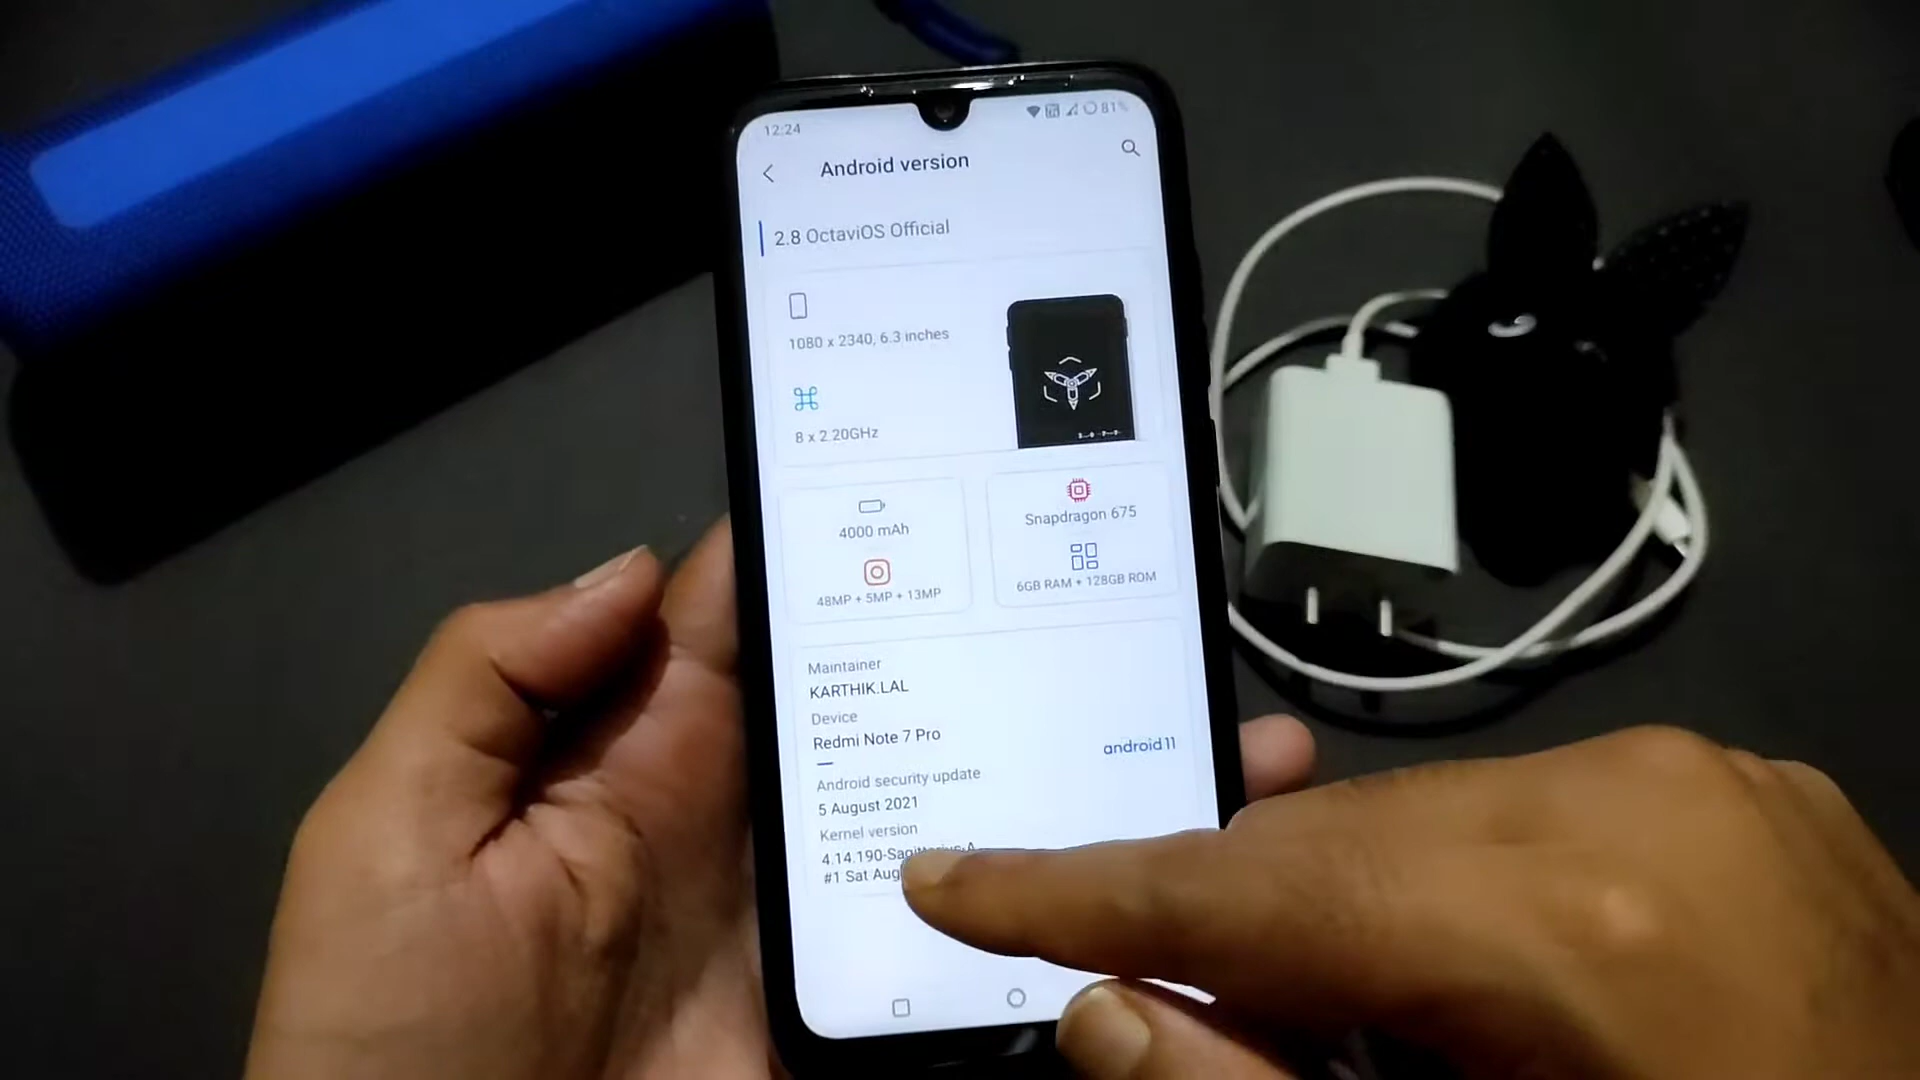 12:24
81%
Android version
2.8 OctaviOS Official
1080 x 2340, 6.3 inches
8 x 2.20GHz
4000 mAh
48MP + 5MP + 13MP
Snapdragon 675
6GB RAM + 128GB ROM
Maintainer
KARTHIK.LAL
Device
Redmi Note 7 Pro
android 11
Android security update
5 August 2021
Kernel version
4.14.190-Sagittarius-A
#1 Sat Aug